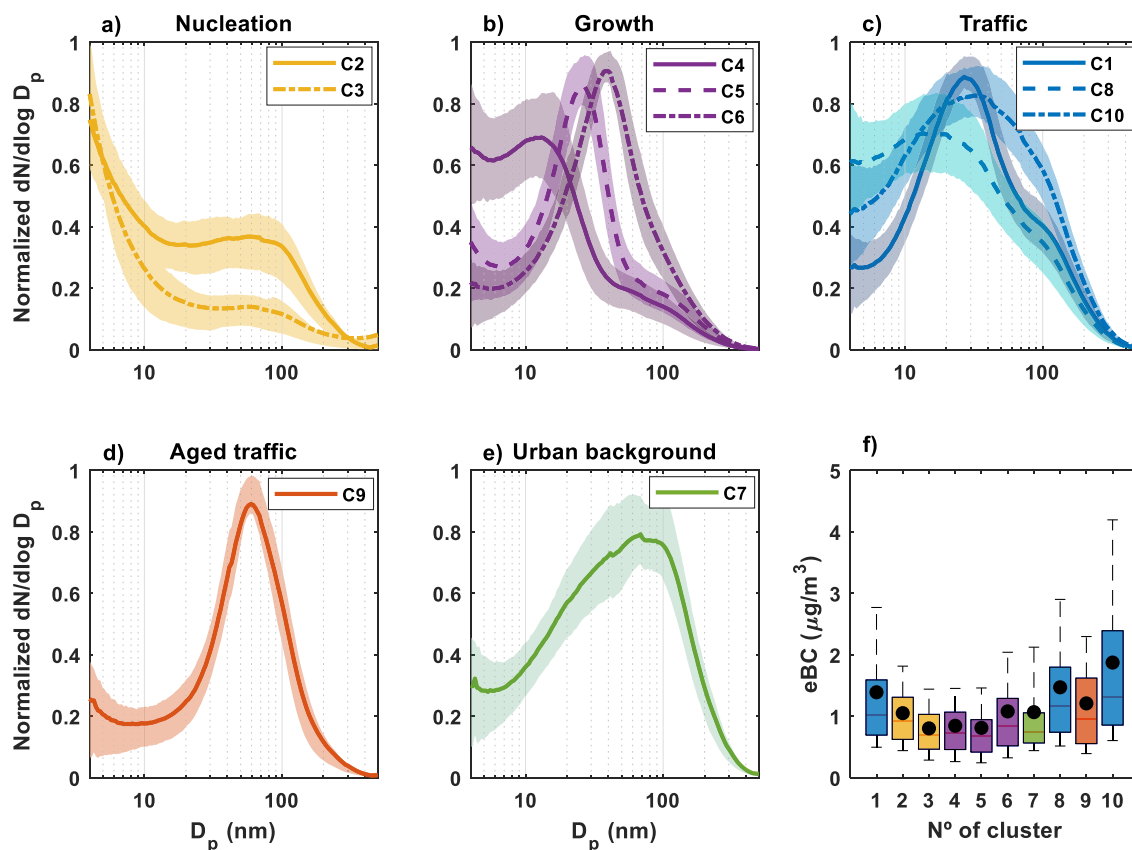 a) Nucleation
Normalized dN/dlog Dp
1
0.8
0.6
0.4
0.2
0
10 100
C2
C3
b) Growth
1
0.8
0.6
0.4
0.2
0
10 100
C4
C5
C6
c) Traffic
1
0.8
0.6
0.4
0.2
0
10 100
C1
C8
C10
d) Aged traffic
Normalized dN/dlog Dp
1
0.8
0.6
0.4
0.2
0
10 100
Dp (nm)
C9
e) Urban background
1
0.8
0.6
0.4
0.2
0
10 100
Dp (nm)
C7
f)
eBC (μg/m³)
5
4
3
2
1
0
1 2 3 4 5 6 7 8 9 10
Nº of cluster